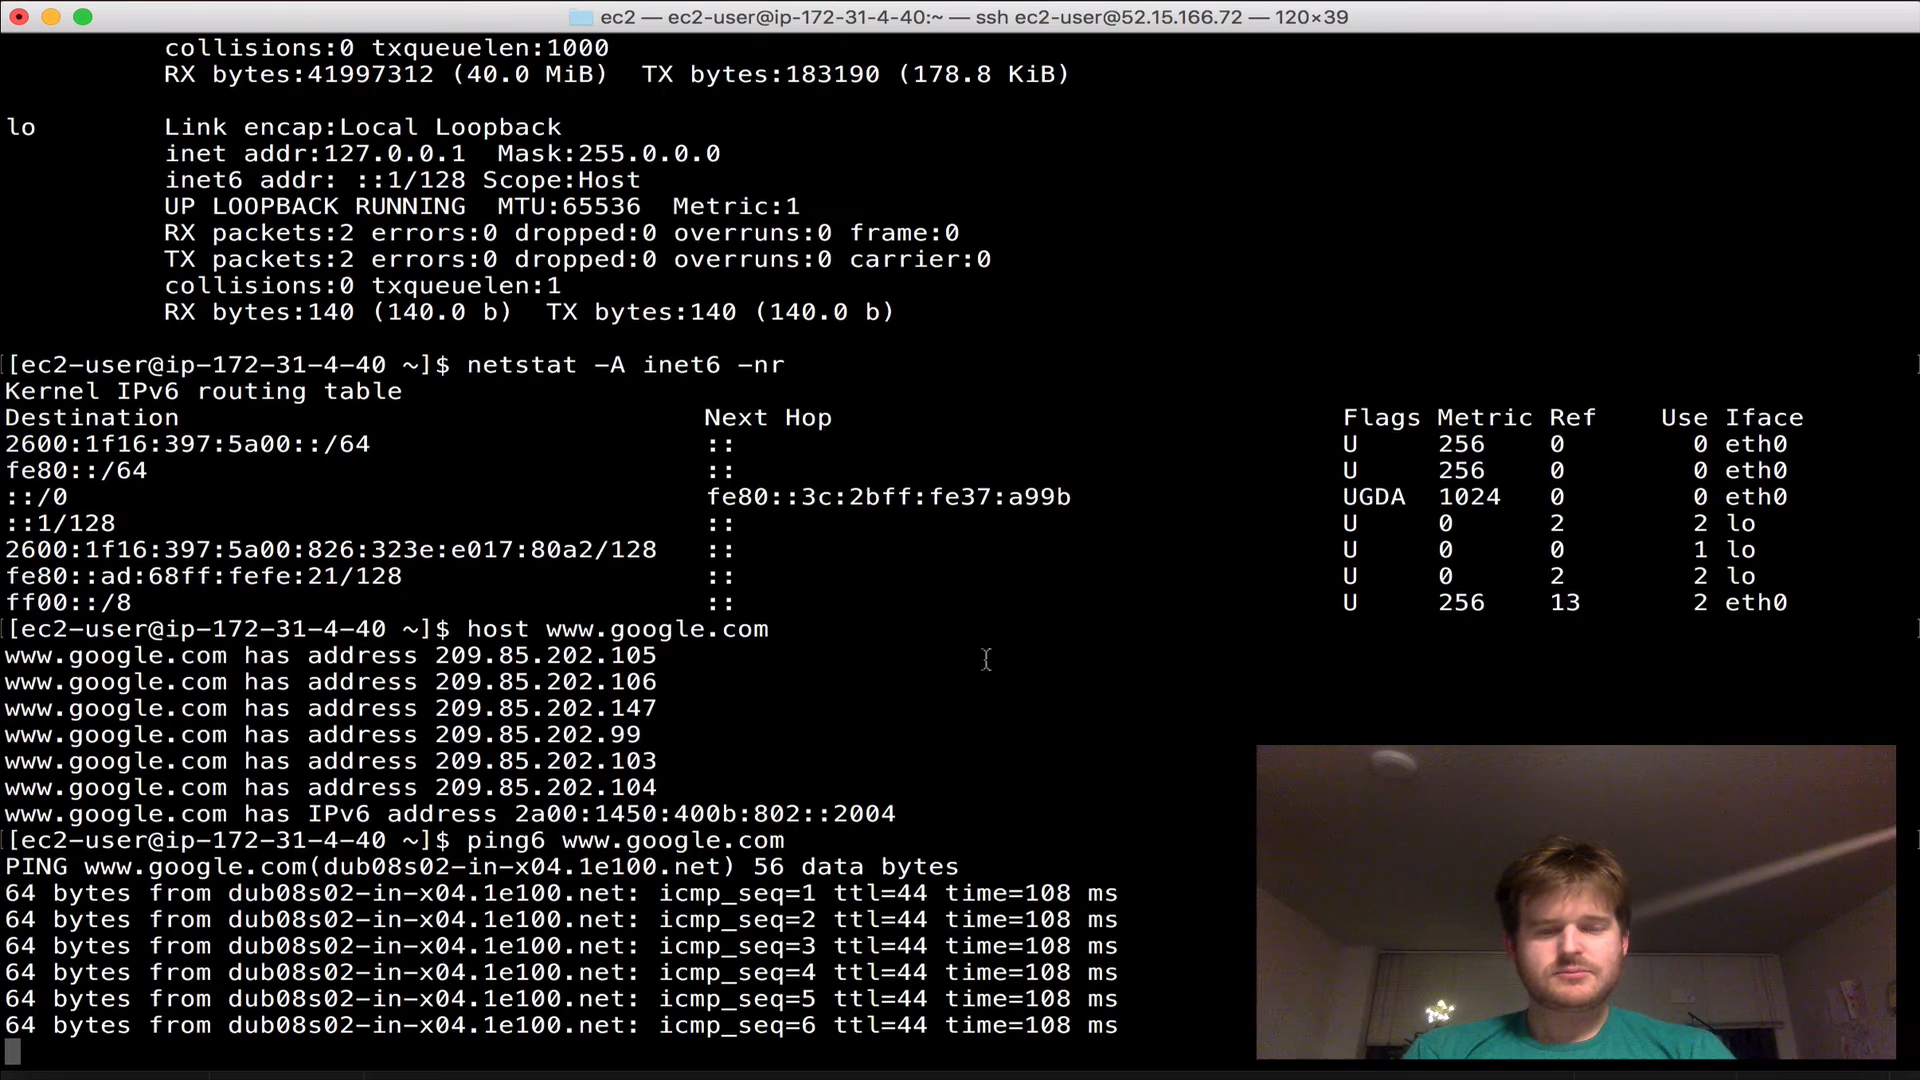 ec2 — ec2-user@ip-172-31-4-40:~ — ssh ec2-user@52.15.166.72 — 120×39
collisions:0 txqueuelen:1000
RX bytes:41997312 (40.0 MiB)  TX bytes:183190 (178.8 KiB)
lo        Link encap:Local Loopback
inet addr:127.0.0.1  Mask:255.0.0.0
inet6 addr: ::1/128 Scope:Host
UP LOOPBACK RUNNING  MTU:65536  Metric:1
RX packets:2 errors:0 dropped:0 overruns:0 frame:0
TX packets:2 errors:0 dropped:0 overruns:0 carrier:0
collisions:0 txqueuelen:1
RX bytes:140 (140.0 b)  TX bytes:140 (140.0 b)
[[ec2-user@ip-172-31-4-40 ~]$ netstat -A inet6 -nr ]
Kernel IPv6 routing table
Destination Next Hop Flags Metric Ref Use Iface
2600:1f16:397:5a00::/64 :: U 256 0 0 eth0
fe80::/64 :: U 256 0 0 eth0
::/0 fe80::3c:2bff:fe37:a99b UGDA 1024 0 0 eth0
::1/128 :: U 0 2 2 lo
2600:1f16:397:5a00:826:323e:e017:80a2/128 :: U 0 0 1 lo
fe80::ad:68ff:fefe:21/128 :: U 0 2 2 lo
ff00::/8 :: U 256 13 2 eth0
[[ec2-user@ip-172-31-4-40 ~]$ host www.google.com ]
www.google.com has address 209.85.202.105
www.google.com has address 209.85.202.106
www.google.com has address 209.85.202.147
www.google.com has address 209.85.202.99
www.google.com has address 209.85.202.103
www.google.com has address 209.85.202.104
www.google.com has IPv6 address 2a00:1450:400b:802::2004
[[ec2-user@ip-172-31-4-40 ~]$ ping6 www.google.com ]
PING www.google.com(dub08s02-in-x04.1e100.net) 56 data bytes
64 bytes from dub08s02-in-x04.1e100.net: icmp_seq=1 ttl=44 time=108 ms
64 bytes from dub08s02-in-x04.1e100.net: icmp_seq=2 ttl=44 time=108 ms
64 bytes from dub08s02-in-x04.1e100.net: icmp_seq=3 ttl=44 time=108 ms
64 bytes from dub08s02-in-x04.1e100.net: icmp_seq=4 ttl=44 time=108 ms
64 bytes from dub08s02-in-x04.1e100.net: icmp_seq=5 ttl=44 time=108 ms
64 bytes from dub08s02-in-x04.1e100.net: icmp_seq=6 ttl=44 time=108 ms